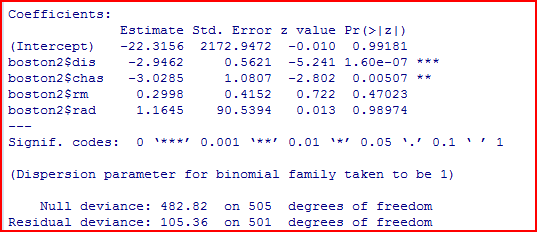 Coefficients:
              Estimate Std. Error z value Pr(>|z|)
(Intercept)   -22.3156  2172.9472  -0.010  0.99181
boston2$dis    -2.9462     0.5621  -5.241 1.60e-07 ***
boston2$chas   -3.0285     1.0807  -2.802  0.00507 **
boston2$rm      0.2998     0.4152   0.722  0.47023
boston2$rad     1.1645    90.5394   0.013  0.98974
---
Signif. codes:  0 ‘***’ 0.001 ‘**’ 0.01 ‘*’ 0.05 ‘.’ 0.1 ‘ ’ 1
(Dispersion parameter for binomial family taken to be 1)
    Null deviance: 482.82  on 505  degrees of freedom
Residual deviance: 105.36  on 501  degrees of freedom